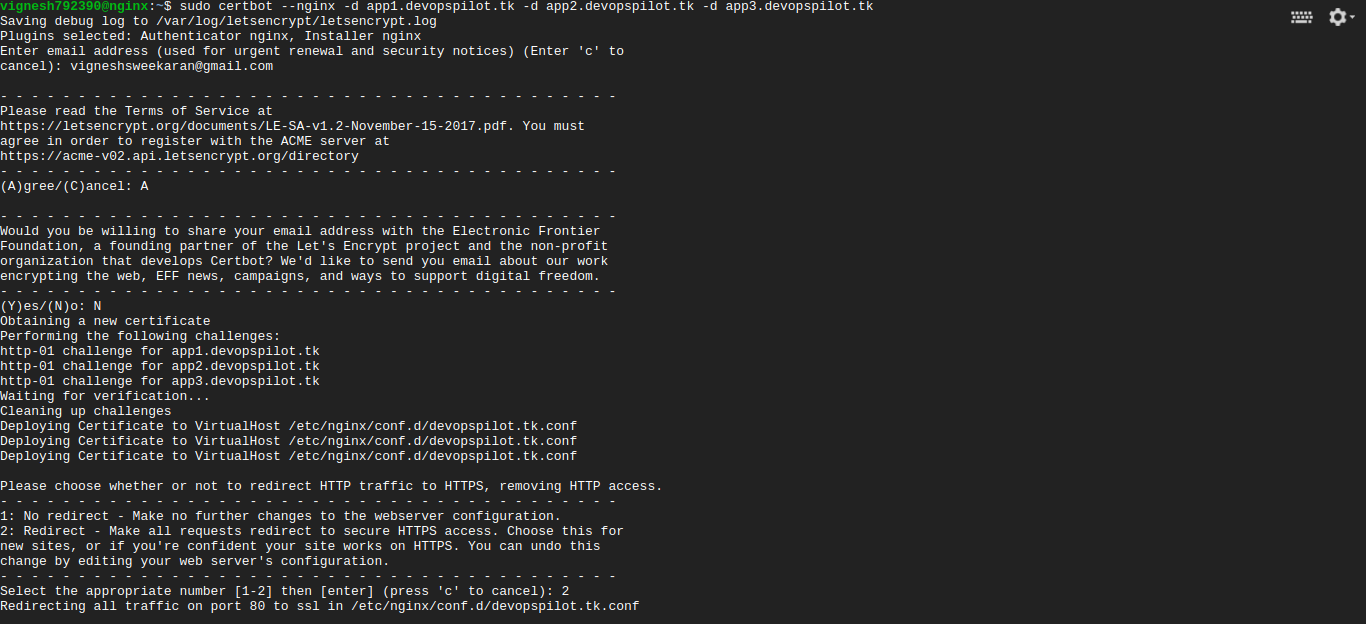 vignesh792390@nginx:~$ sudo certbot --nginx -d app1.devopspilot.tk -d app2.devopspilot.tk -d app3.devopspilot.tk
Saving debug log to /var/log/letsencrypt/letsencrypt.log
Plugins selected: Authenticator nginx, Installer nginx
Enter email address (used for urgent renewal and security notices) (Enter 'c' to
cancel): vigneshsweekaran@gmail.com

- - - - - - - - - - - - - - - - - - - - - - - - - - - - - - - - - - - - - - - -
Please read the Terms of Service at
https://letsencrypt.org/documents/LE-SA-v1.2-November-15-2017.pdf. You must
agree in order to register with the ACME server at
https://acme-v02.api.letsencrypt.org/directory
- - - - - - - - - - - - - - - - - - - - - - - - - - - - - - - - - - - - - - - -
(A)gree/(C)ancel: A

- - - - - - - - - - - - - - - - - - - - - - - - - - - - - - - - - - - - - - - -
Would you be willing to share your email address with the Electronic Frontier
Foundation, a founding partner of the Let's Encrypt project and the non-profit
organization that develops Certbot? We'd like to send you email about our work
encrypting the web, EFF news, campaigns, and ways to support digital freedom.
- - - - - - - - - - - - - - - - - - - - - - - - - - - - - - - - - - - - - - - -
(Y)es/(N)o: N
Obtaining a new certificate
Performing the following challenges:
http-01 challenge for app1.devopspilot.tk
http-01 challenge for app2.devopspilot.tk
http-01 challenge for app3.devopspilot.tk
Waiting for verification...
Cleaning up challenges
Deploying Certificate to VirtualHost /etc/nginx/conf.d/devopspilot.tk.conf
Deploying Certificate to VirtualHost /etc/nginx/conf.d/devopspilot.tk.conf
Deploying Certificate to VirtualHost /etc/nginx/conf.d/devopspilot.tk.conf

Please choose whether or not to redirect HTTP traffic to HTTPS, removing HTTP access.
- - - - - - - - - - - - - - - - - - - - - - - - - - - - - - - - - - - - - - - -
1: No redirect - Make no further changes to the webserver configuration.
2: Redirect - Make all requests redirect to secure HTTPS access. Choose this for
new sites, or if you're confident your site works on HTTPS. You can undo this
change by editing your web server's configuration.
- - - - - - - - - - - - - - - - - - - - - - - - - - - - - - - - - - - - - - - -
Select the appropriate number [1-2] then [enter] (press 'c' to cancel): 2
Redirecting all traffic on port 80 to ssl in /etc/nginx/conf.d/devopspilot.tk.conf